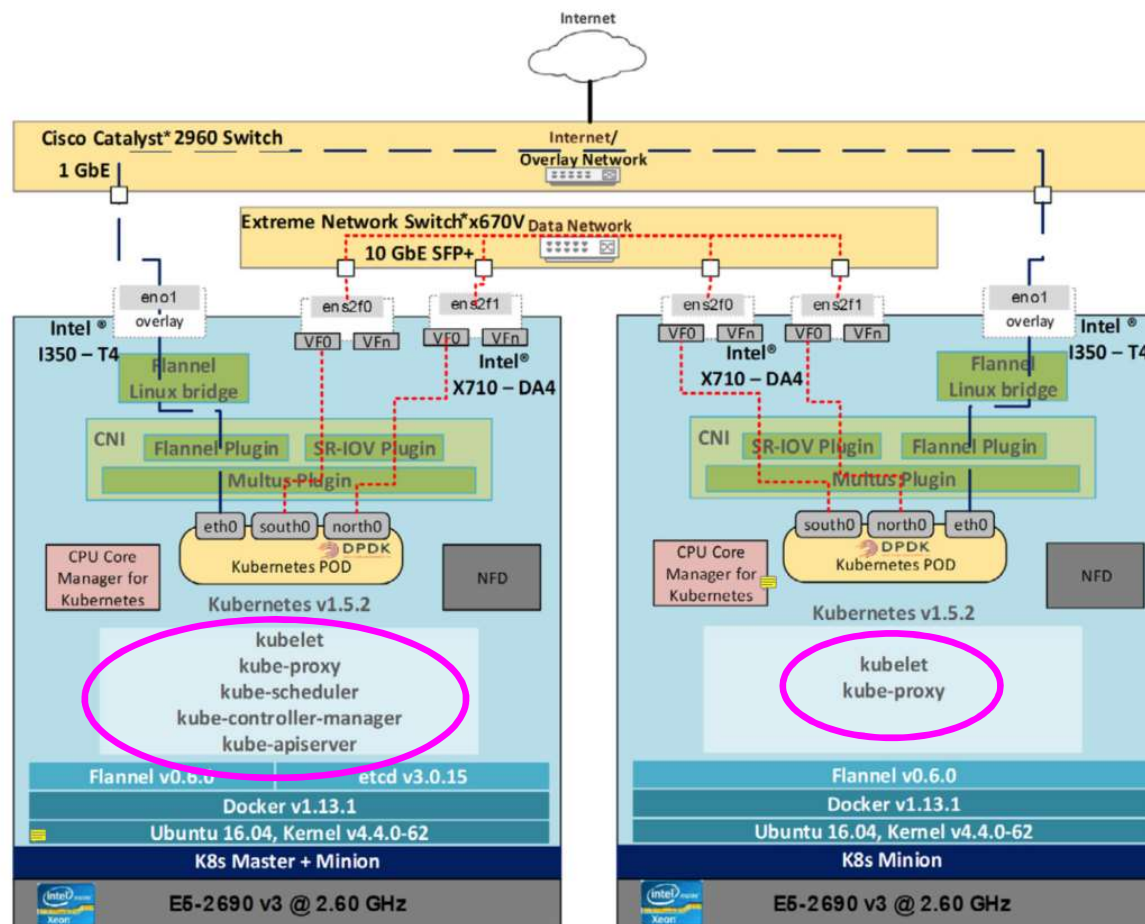 Internet
Cisco Catalyst* 2960 Switch
Internet/
Overlay Network
1 GbE
Extreme Network Switch*x670V
Data Network
10 GbE SFP+
eno1
overlay
Intel ®
I350 – T4
ens2f0
VF0
VFn
ens2f1
VF0
VFn
Intel®
X710 – DA4
Flannel
Linux bridge
CNI
Flannel Plugin
SR-IOV Plugin
Multus Plugin
eth0
south0
north0
DPDK
Kubernetes POD
CPU Core
Manager for
Kubernetes
NFD
Kubernetes v1.5.2
kubelet
kube-proxy
kube-scheduler
kube-controller-manager
kube-apiserver
Flannel v0.6.0
etcd v3.0.15
Docker v1.13.1
Ubuntu 16.04, Kernel v4.4.0-62
K8s Master + Minion
intel
Xeon
E5-2690 v3 @ 2.60 GHz
ens2f0
VF0
VFn
ens2f1
VF0
VFn
Intel®
X710 – DA4
eno1
overlay
Intel ®
I350 – T4
Flannel
Linux bridge
CNI
SR-IOV Plugin
Flannel Plugin
Multus Plugin
south0
north0
eth0
DPDK
Kubernetes POD
CPU Core
Manager for
Kubernetes
NFD
Kubernetes v1.5.2
kubelet
kube-proxy
Flannel v0.6.0
Docker v1.13.1
Ubuntu 16.04, Kernel v4.4.0-62
K8s Minion
intel
Xeon
E5-2690 v3 @ 2.60 GHz